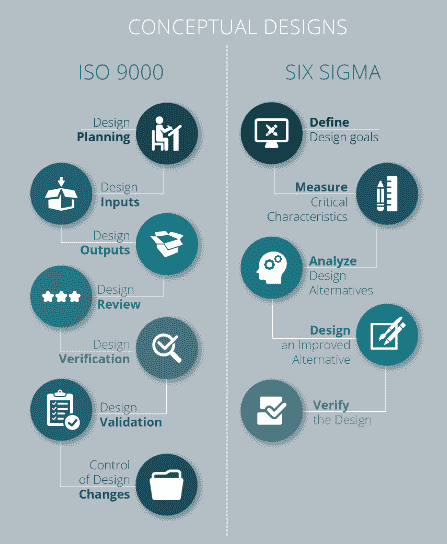 CONCEPTUAL DESIGNS
ISO 9000
Design
Planning
Design
Inputs
Design
Outputs
Design
Review
Design
Verification
Design
Validation
Control
of Design
Changes
SIX SIGMA
Define
Design goals
Measure
Critical
Characteristics
Analyze
Design
Alternatives
Design
an Improved
Alternative
Verify
the Design